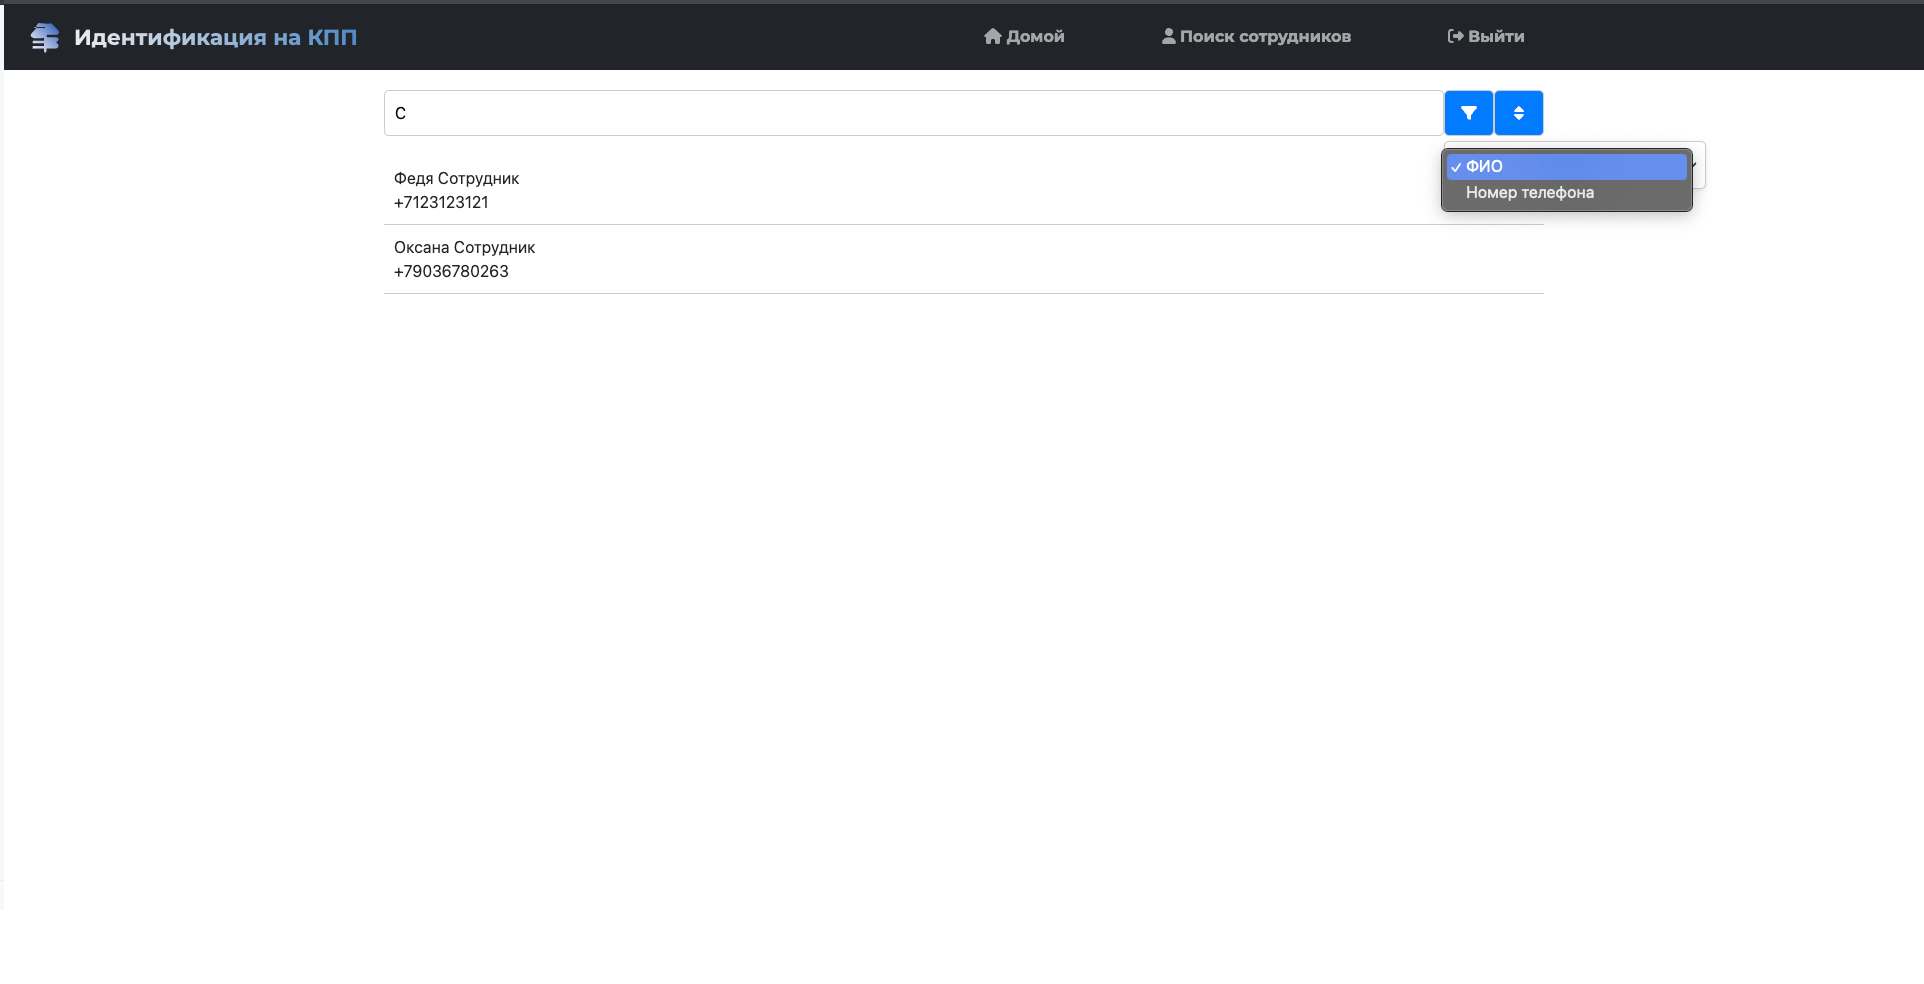 Идентификация на КПП
Домой
Поиск сотрудников
Выйти
С
ФИО
Номер телефона
Федя Сотрудник
+7123123121
Оксана Сотрудник
+79036780263